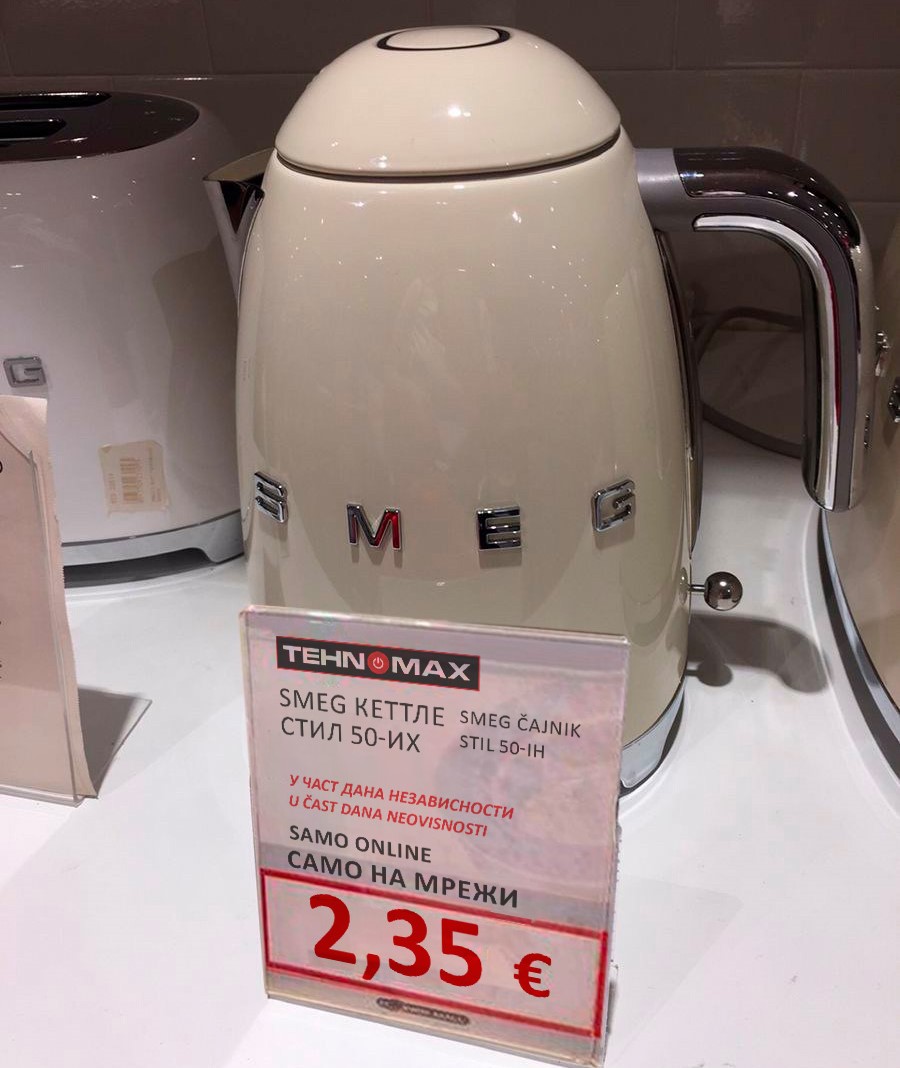 SMEG
G
TEHNOMAX
SMEG КЕТТЛЕ
СТИЛ 50-ИХ
SMEG ČAJNIK
STIL 50-IH
У ЧАСТ ДАНА НЕЗАВИСНОСТИ
U ČAST DANA NEOVISNOSTI
SAMO ONLINE
САМО НА МРЕЖИ
2,35 €